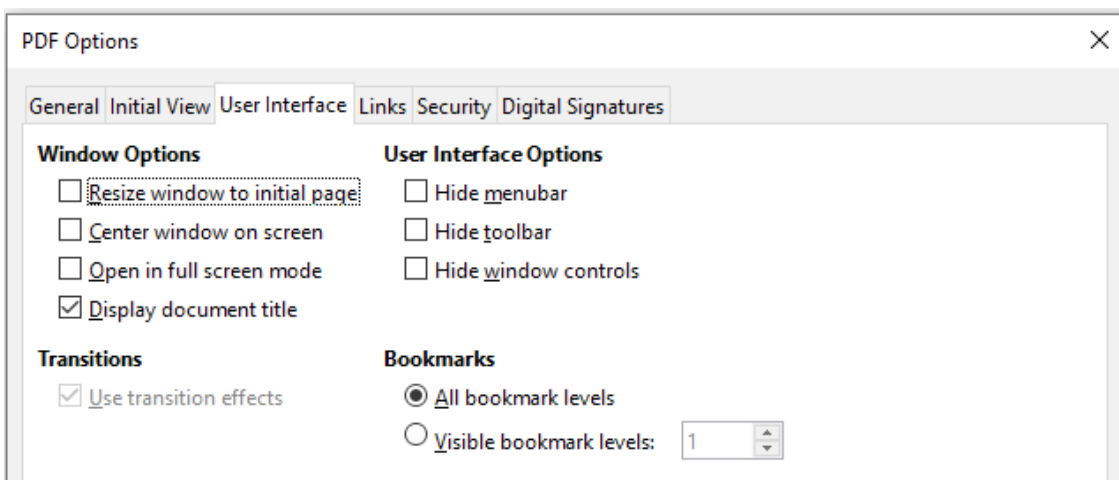 PDF Options
General Initial View User Interface Links Security Digital Signatures
Window Options
Resize window to initial page
Center window on screen
Open in full screen mode
Display document title
User Interface Options
Hide menubar
Hide toolbar
Hide window controls
Transitions
Use transition effects
Bookmarks
All bookmark levels
Visible bookmark levels: 1